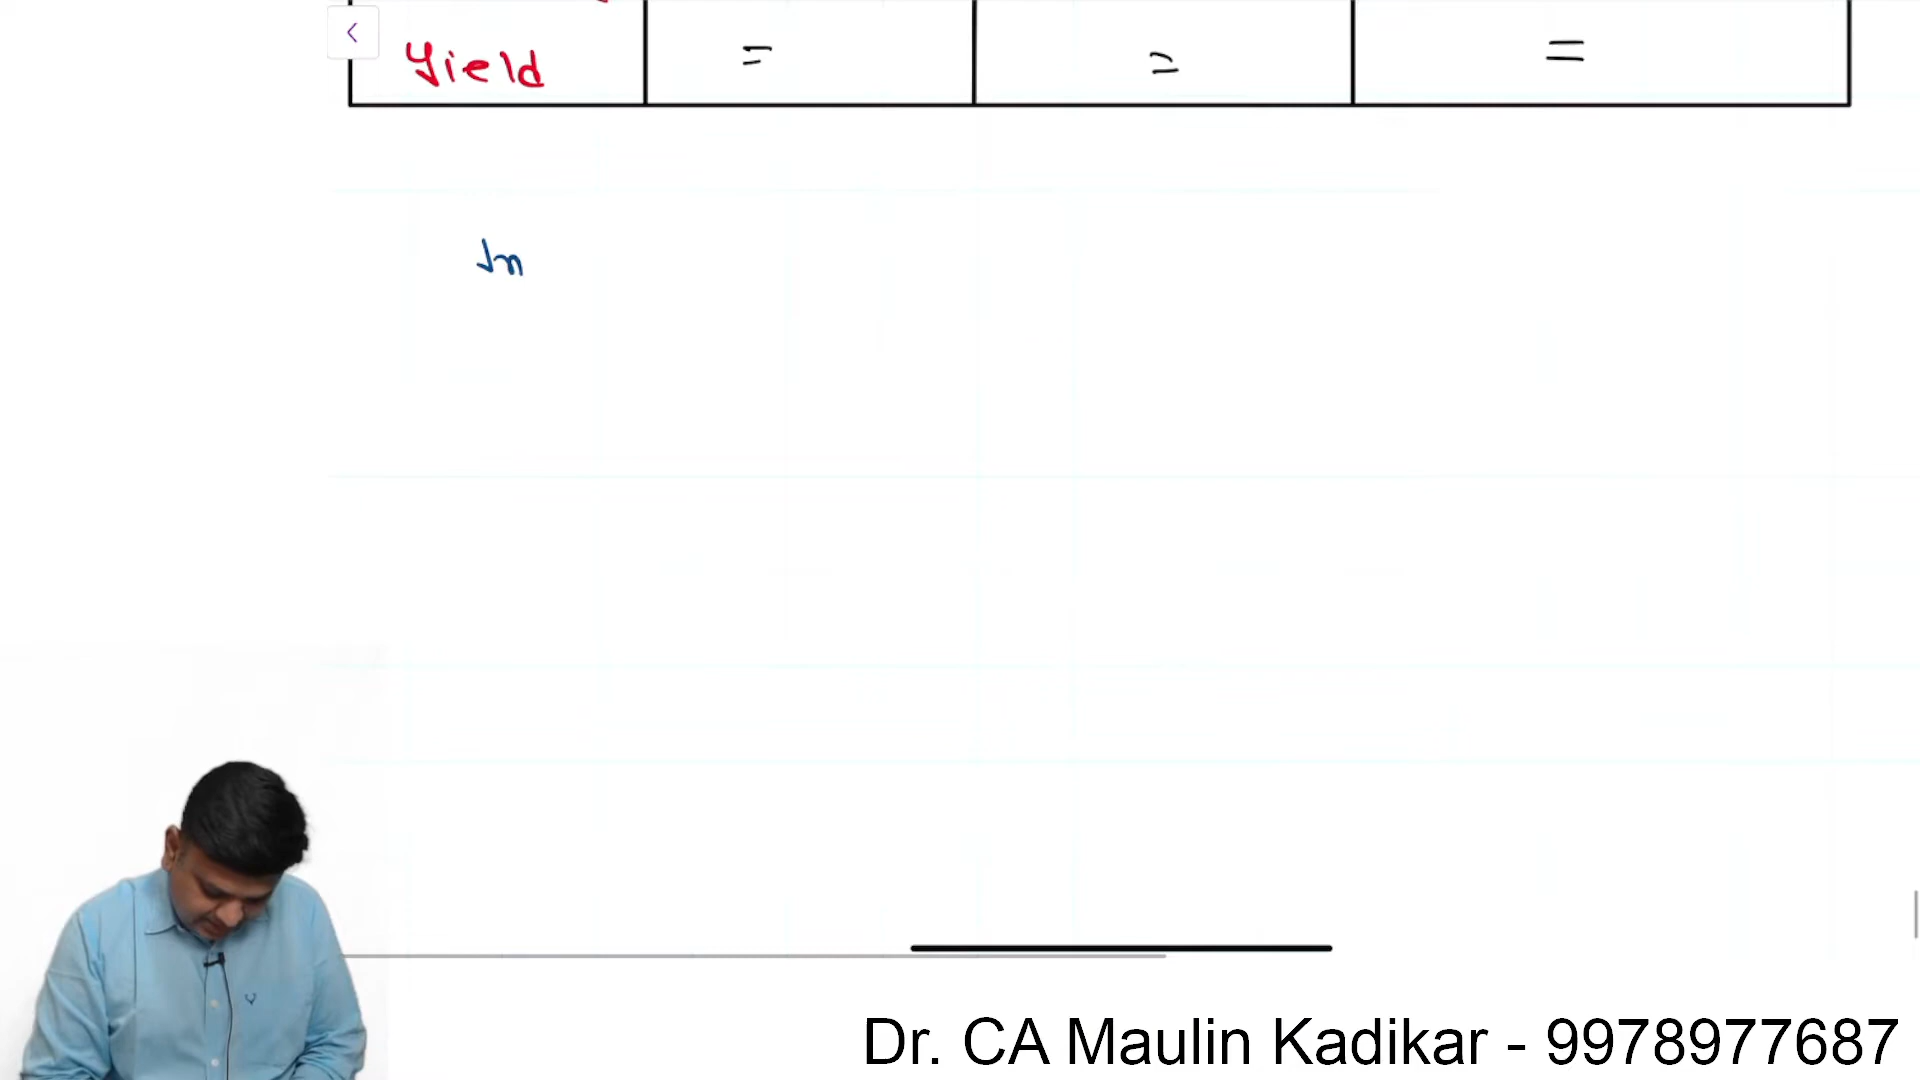 Yield = = =
In
Dr. CA Maulin Kadikar - 9978977687